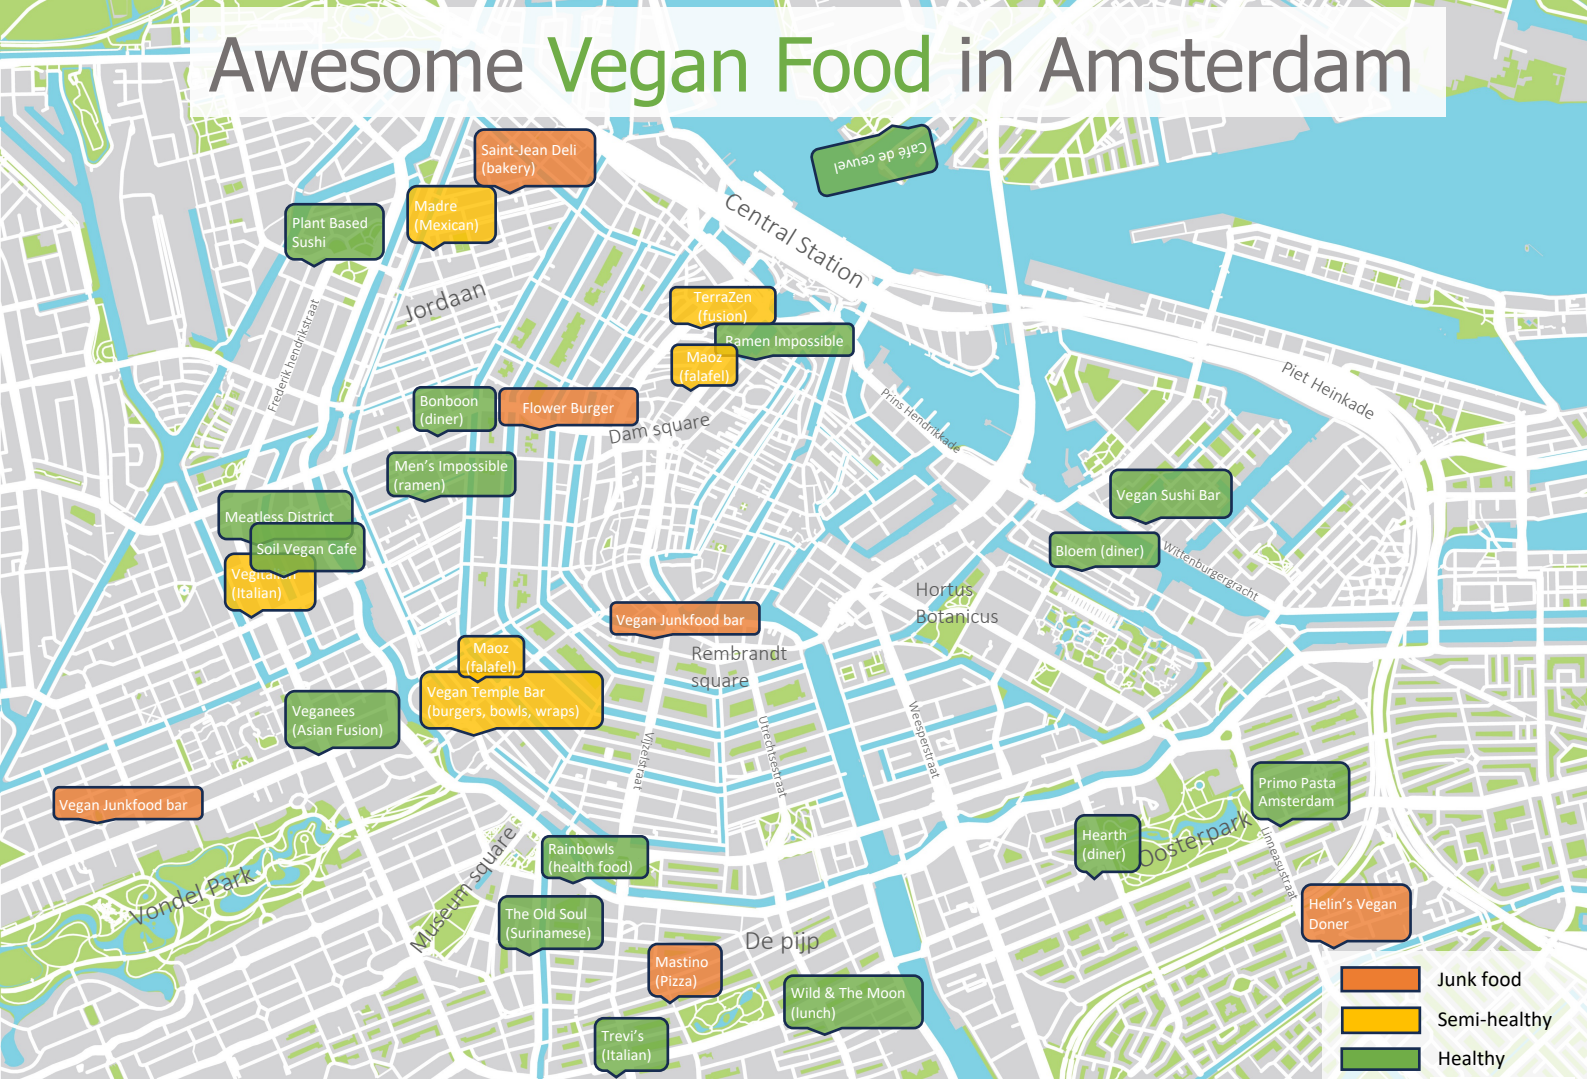 Awesome Vegan Food in Amsterdam
Saint-Jean Deli
(bakery)
Café de ceuvel
Madre
(Mexican)
Plant Based
Sushi
Central Station
Jordaan
TerraZen
(fusion)
Ramen Impossible
Maoz
(falafel)
Frederik hendrikstraat
Piet Heinkade
Prins Hendrikkade
Bonboon
(diner)
Flower Burger
Dam square
Men's Impossible
(ramen)
Vegan Sushi Bar
Meatless District
Soil Vegan Cafe
Bloem (diner)
Wittenburgergracht
(Italian)
Hortus
Botanicus
Vegan Junkfood bar
Rembrandt
square
Maoz
(falafel)
Vegan Temple Bar
(burgers, bowls, wraps)
Veganees
(Asian Fusion)
Vijzelstraat
Utrechtsestraat
Weesperstraat
Vegan Junkfood bar
Primo Pasta
Amsterdam
Hearth
(diner)
Oosterpark
Linneausutraat
Rainbowls
(health food)
Museum square
Vondel Park
The Old Soul
(Surinamese)
Helin's Vegan
Doner
De pijp
Mastino
(Pizza)
Wild & The Moon
(lunch)
Trevi's
(Italian)
Junk food
Semi-healthy
Healthy